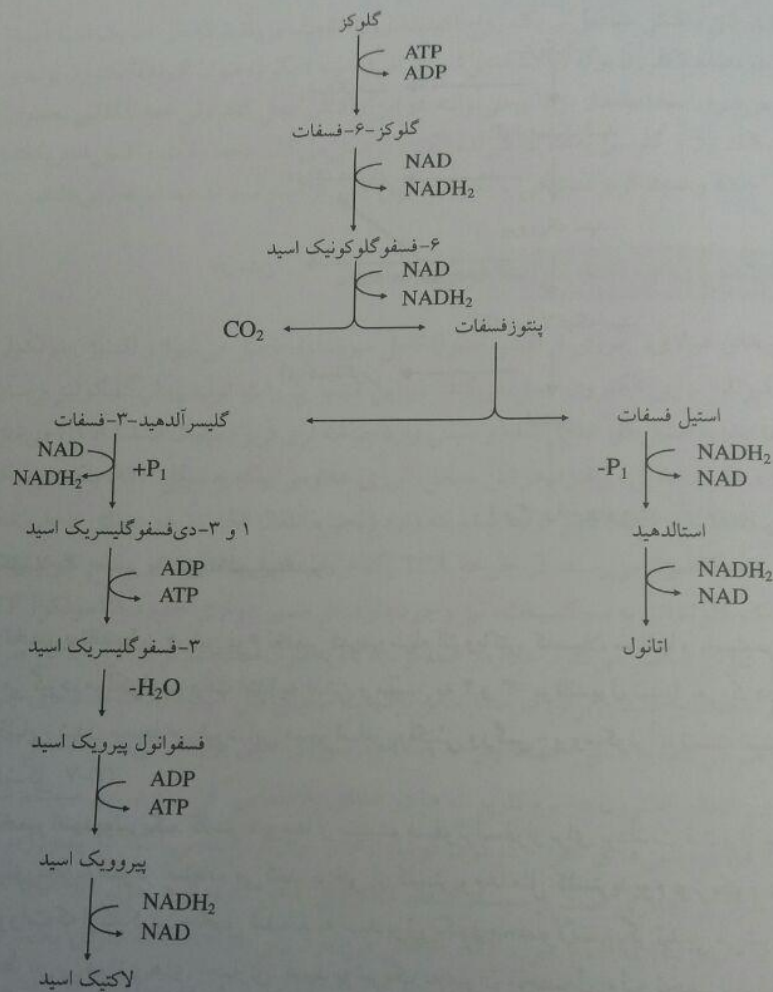 گلوکز
ATP
ADP
گلوکز-۶-فسفات
NAD
NADH₂
۶-فسفوگلوکونیک اسید
NAD
NADH₂
CO₂
پنتوزفسفات
گلیسرآلدهید-۳-فسفات
NAD
NADH₂
+P₁
۱ و ۳-دی‌فسفوگلیسریک اسید
ADP
ATP
۳-فسفوگلیسریک اسید
-H₂O
فسفوانول پیرویک اسید
ADP
ATP
پیروویک اسید
NADH₂
NAD
لاکتیک اسید
استیل فسفات
-P₁
NADH₂
NAD
استالدهید
NADH₂
NAD
اتانول